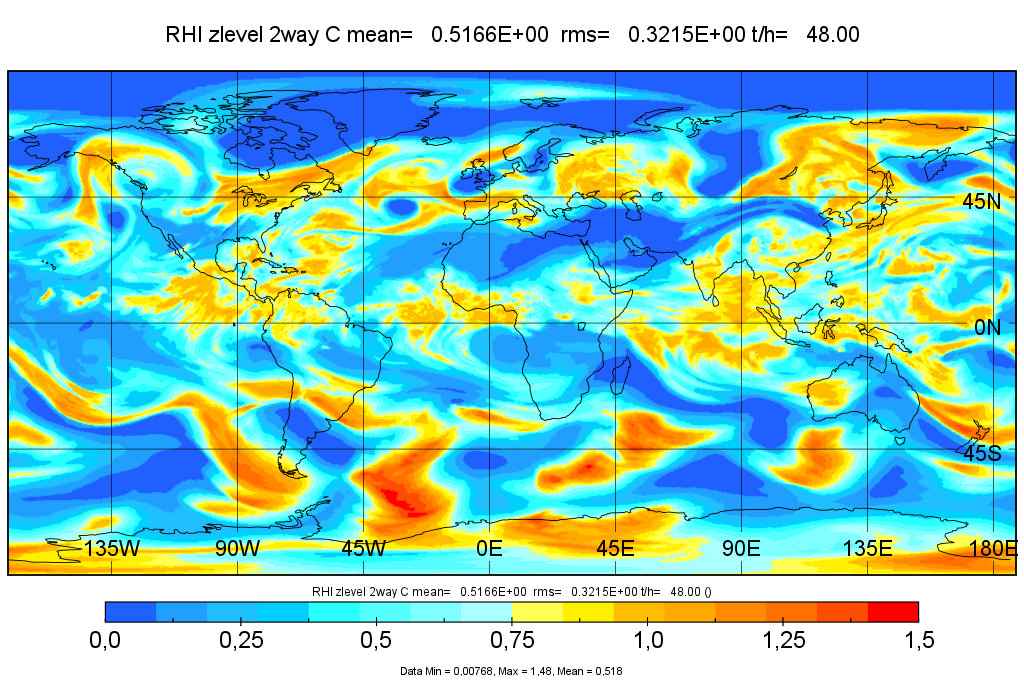 RHI zlevel 2way C mean= 0.5166E+00 rms= 0.3215E+00 t/h= 48.00
45N
0N
45S
135W 90W 45W 0E 45E 90E 135E 180E
RHI zlevel 2way C mean= 0.5166E+00 rms= 0.3215E+00 t/h= 48.00 ()
0,0 0,25 0,5 0,75 1,0 1,25 1,5
Data Min = 0,00768, Max = 1,48, Mean = 0,518